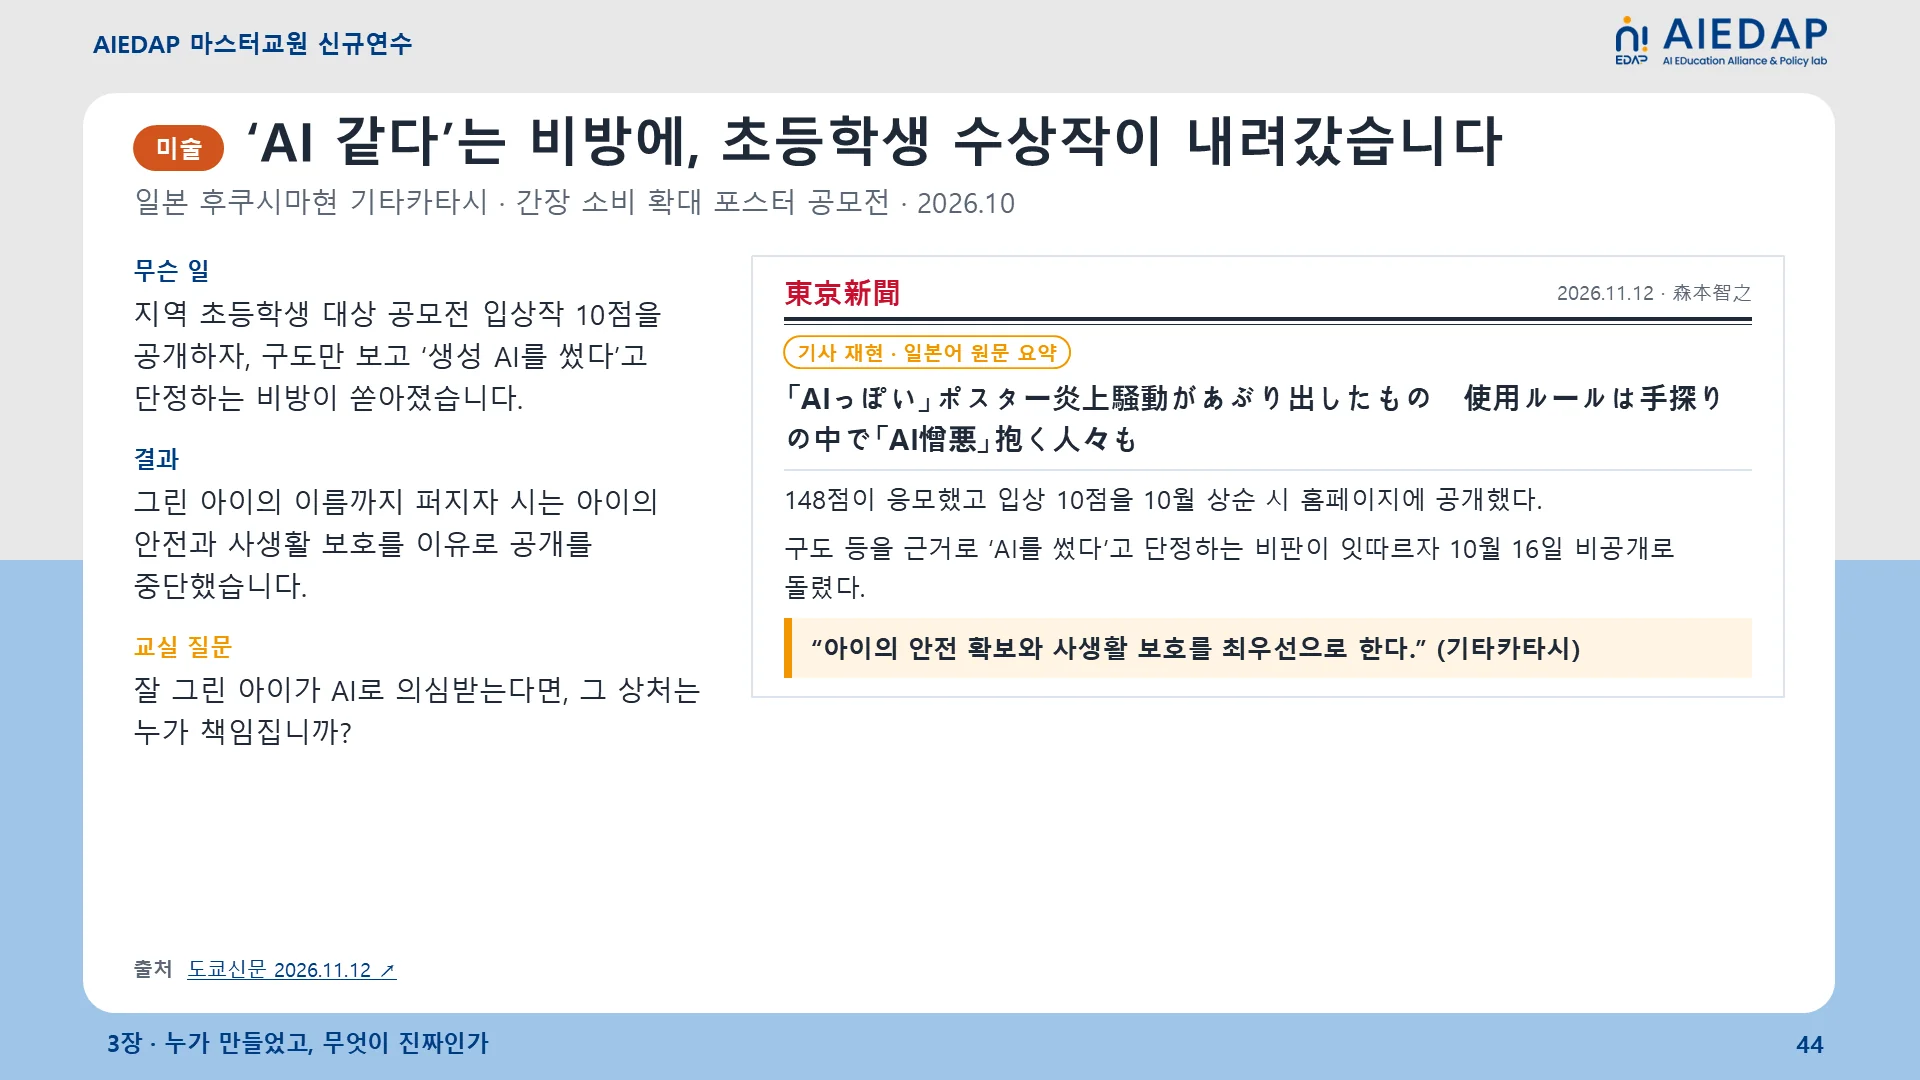 AIEDAP 마스터교원 신규연수
AIEDAP
EDAP
AI EDucation Alliance & Policy lab
미술
‘AI 같다’는 비방에, 초등학생 수상작이 내려갔습니다
일본 후쿠시마현 기타카타시 · 간장 소비 확대 포스터 공모전 · 2026.10
무슨 일
지역 초등학생 대상 공모전 입상작 10점을
공개하자, 구도만 보고 ‘생성 AI를 썼다’고
단정하는 비방이 쏟아졌습니다.
결과
그린 아이의 이름까지 퍼지자 시는 아이의
안전과 사생활 보호를 이유로 공개를
중단했습니다.
교실 질문
잘 그린 아이가 AI로 의심받는다면, 그 상처는
누가 책임집니까?
東京新聞
2026.11.12 · 森本智之
기사 재현 · 일본어 원문 요약
「AIっぽい」ポスター炎上騒動があぶり出したもの　使用ルールは手探り
の中で「AI憎悪」抱く人々も
148점이 응모했고 입상 10점을 10월 상순 시 홈페이지에 공개했다.
구도 등을 근거로 ‘AI를 썼다’고 단정하는 비판이 잇따르자 10월 16일 비공개로
돌렸다.
“아이의 안전 확보와 사생활 보호를 최우선으로 한다.” (기타카타시)
출처 도쿄신문 2026.11.12 ↗
3장 · 누가 만들었고, 무엇이 진짜인가
44